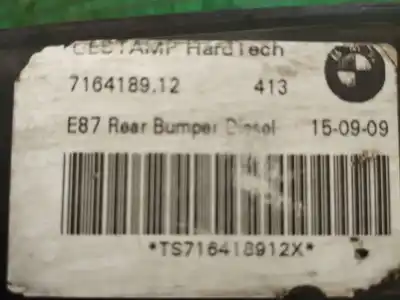 GESTAMP HardTech
7164189.12 413
E87 Rear Bumper Diesel 15-09-09
*TS716418912X*